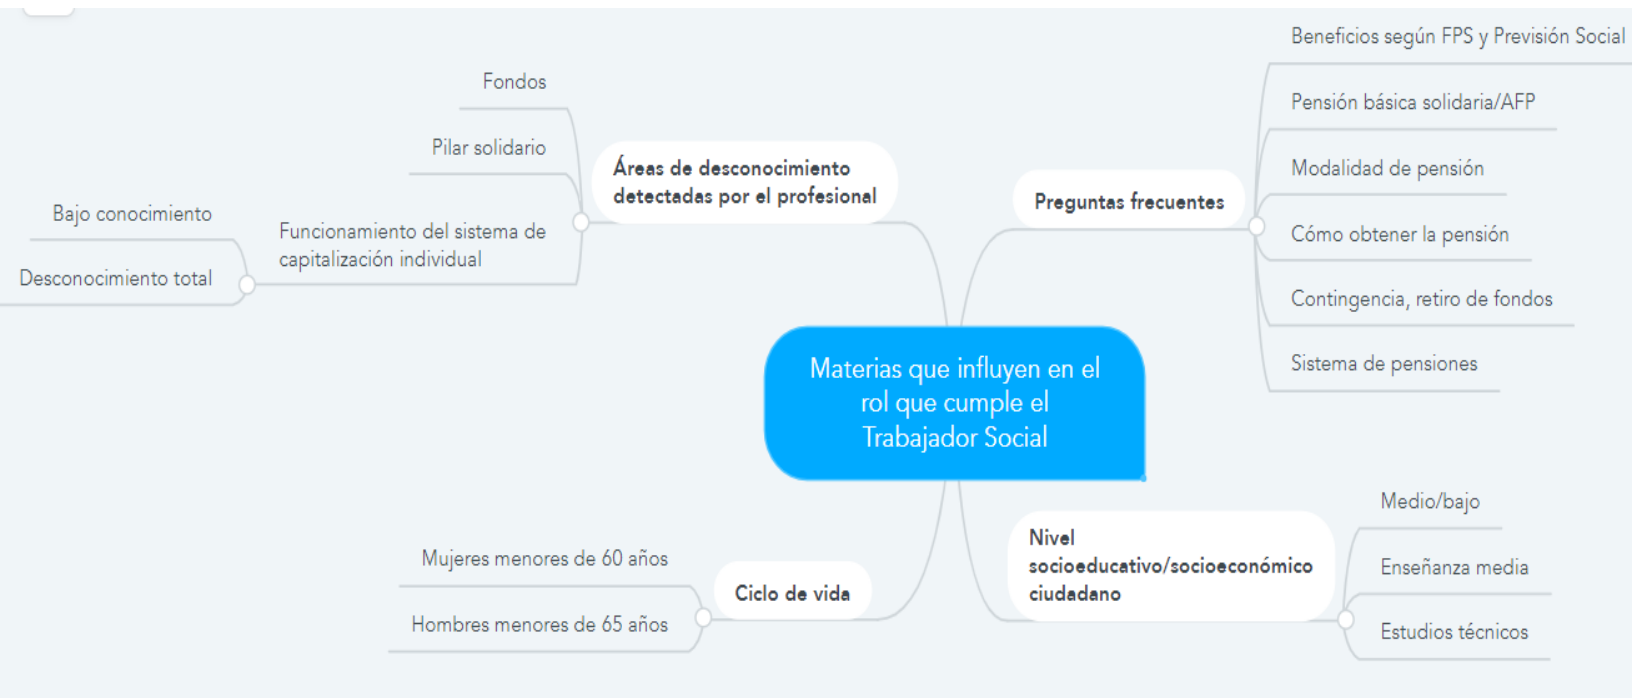 Materias que influyen en el
rol que cumple el
Trabajador Social
Áreas de desconocimiento
detectadas por el profesional
Fondos
Pilar solidario
Funcionamiento del sistema de
capitalización individual
Bajo conocimiento
Desconocimiento total
Preguntas frecuentes
Beneficios según FPS y Previsión Social
Pensión básica solidaria/AFP
Modalidad de pensión
Cómo obtener la pensión
Contingencia, retiro de fondos
Sistema de pensiones
Ciclo de vida
Mujeres menores de 60 años
Hombres menores de 65 años
Nivel
socioeducativo/socioeconómico
ciudadano
Medio/bajo
Enseñanza media
Estudios técnicos